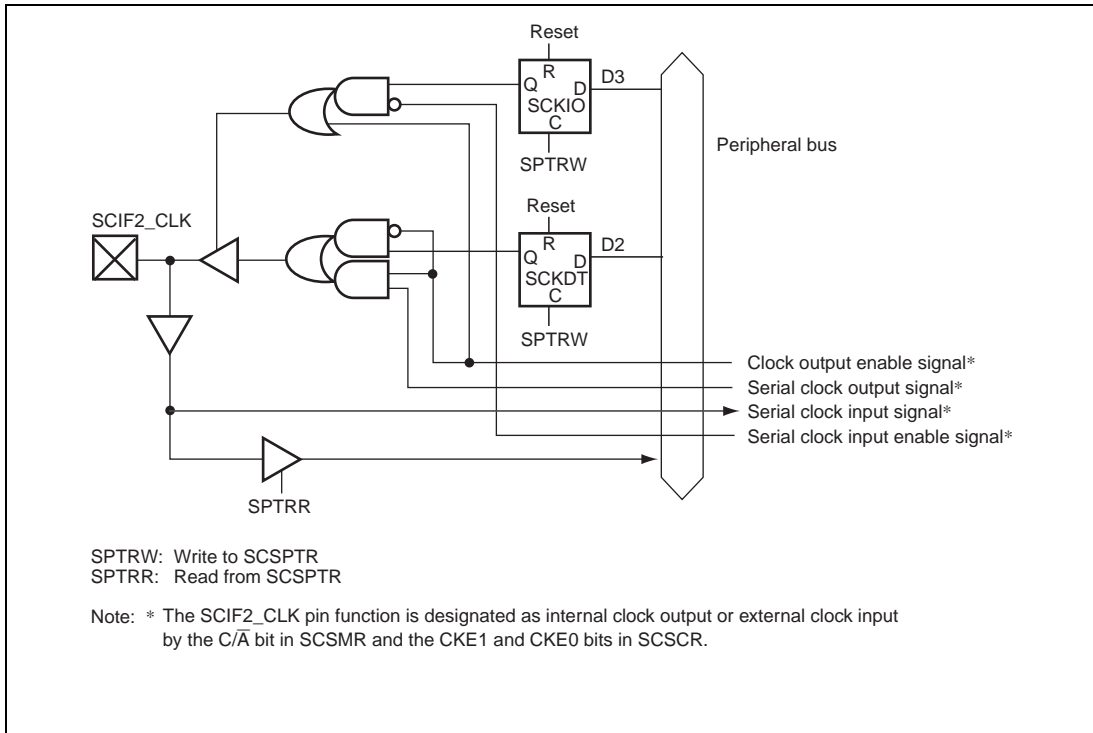 Reset
R
Q
D
D3
SCKIO
C
SPTRW
Peripheral bus
SCIF2_CLK
Reset
R
Q
D
D2
SCKDT
C
SPTRW
Clock output enable signal*
Serial clock output signal*
Serial clock input signal*
Serial clock input enable signal*
SPTRR
SPTRW: Write to SCSPTR
SPTRR: Read from SCSPTR
Note: * The SCIF2_CLK pin function is designated as internal clock output or external clock input
by the C/A̅ bit in SCSMR and the CKE1 and CKE0 bits in SCSCR.